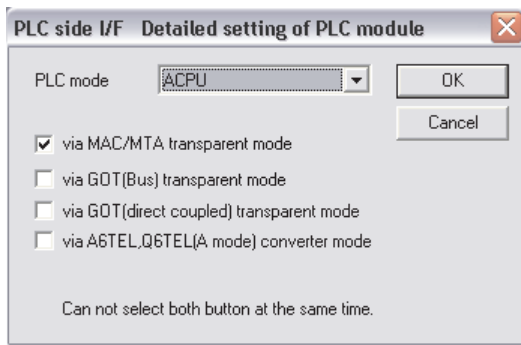 PLC side I/F Detailed setting of PLC module
PLC mode ACPU OK
Cancel
via MAC/MTA transparent mode
via GOT(Bus) transparent mode
via GOT(direct coupled) transparent mode
via A6TEL,Q6TEL(A mode) converter mode
Can not select both button at the same time.